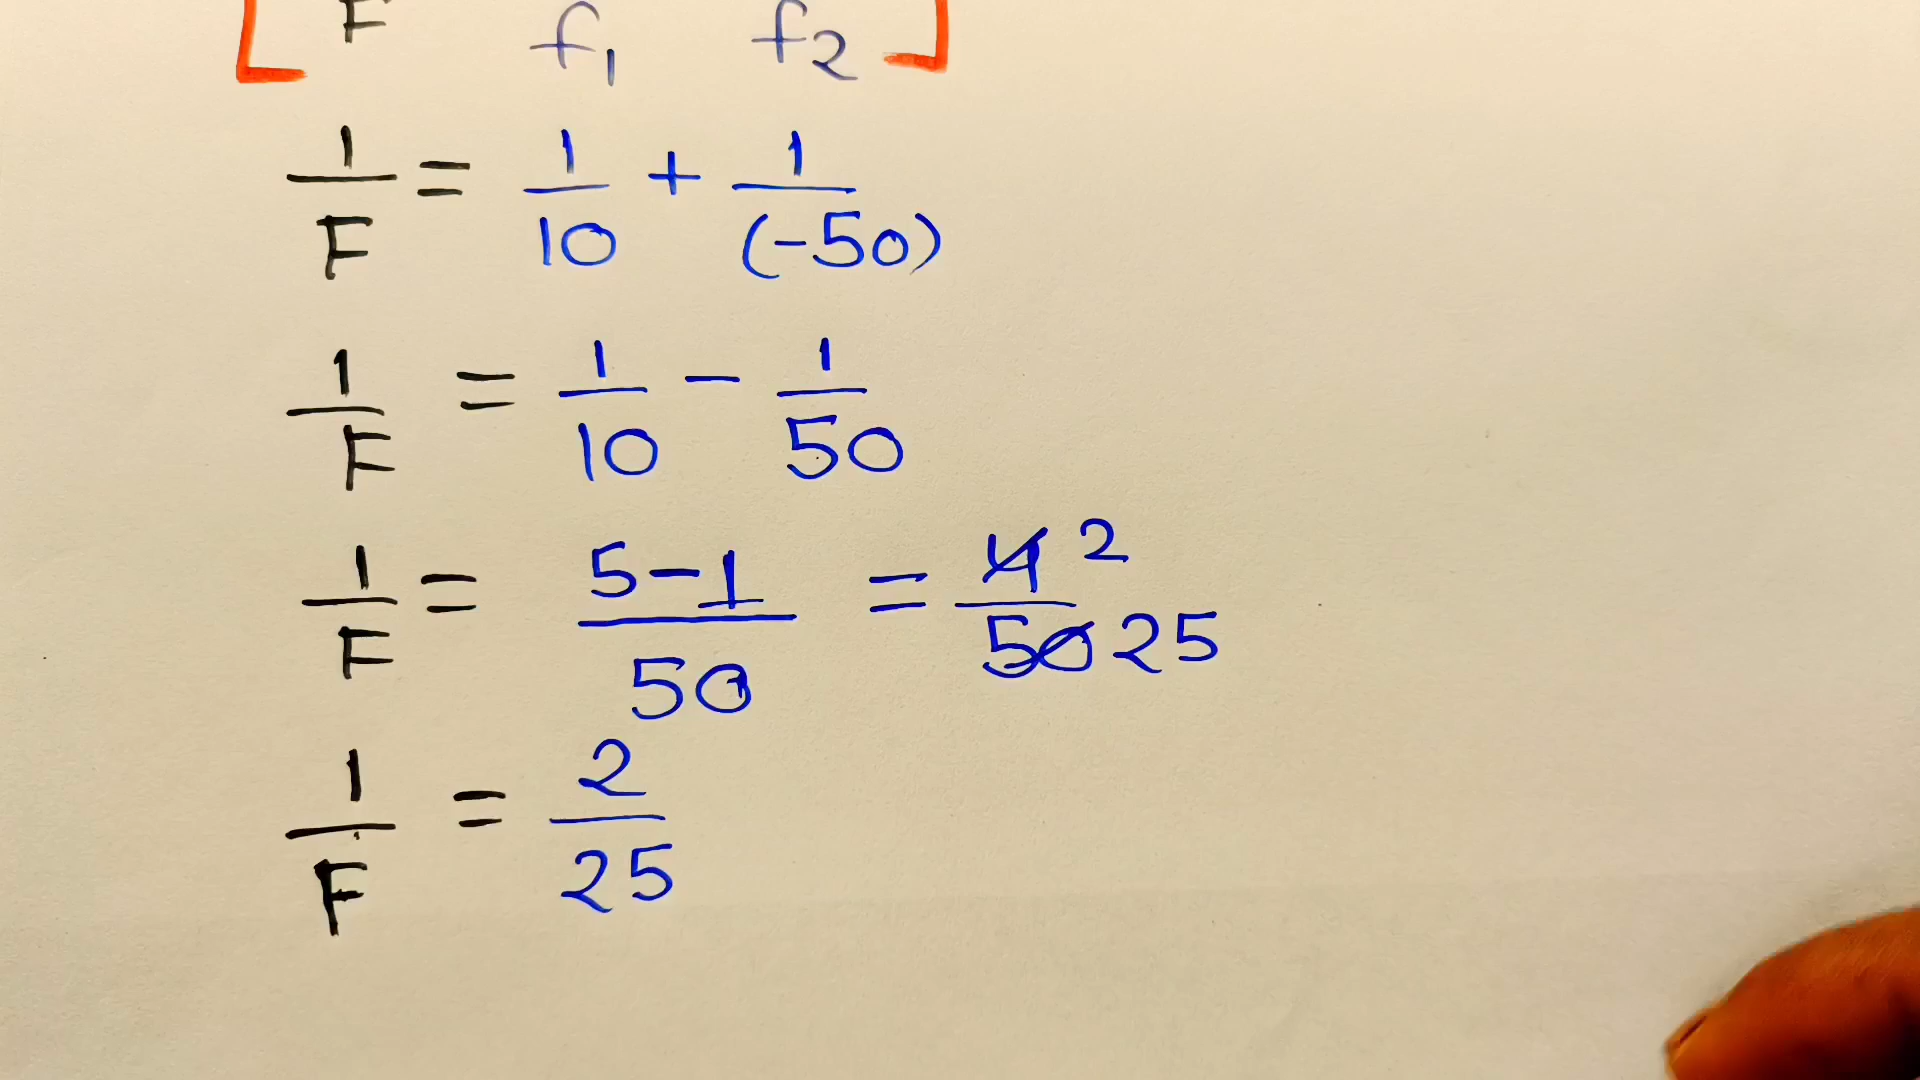 [ F f₁ f₂ ]
1/F = 1/10 + 1/(-50)
1/F = 1/10 - 1/50
1/F = 5-1/50 = 4/50 2/25
1/F = 2/25